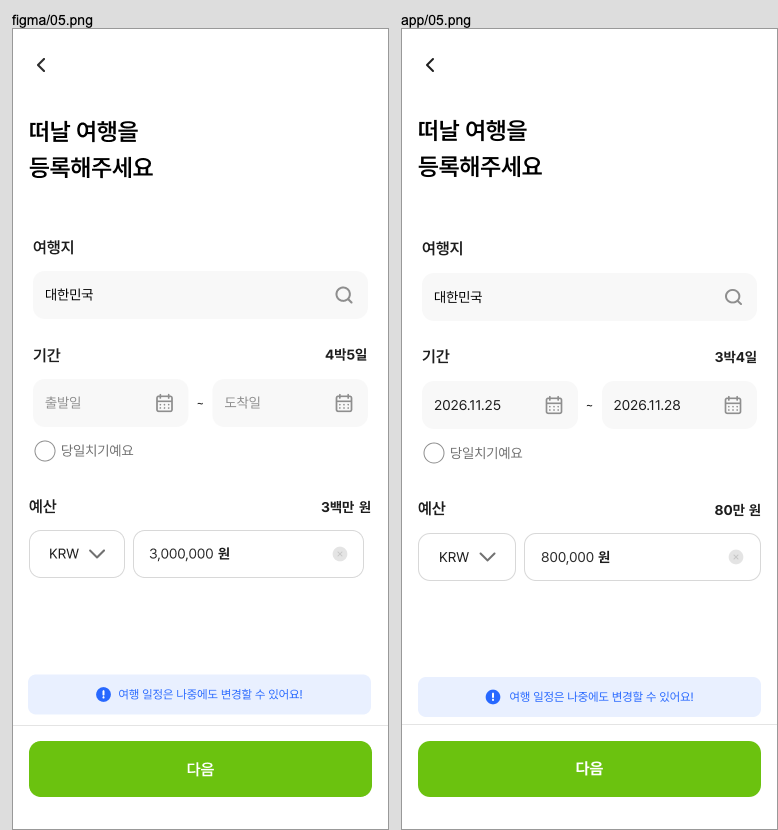 figma/05.png
떠날 여행을
등록해주세요
여행지
대한민국
기간 4박5일
출발일 ~ 도착일
당일치기예요
예산 3백만 원
KRW 3,000,000 원
여행 일정은 나중에도 변경할 수 있어요!
다음
app/05.png
떠날 여행을
등록해주세요
여행지
대한민국
기간 3박4일
2026.11.25 ~ 2026.11.28
당일치기예요
예산 80만 원
KRW 800,000 원
여행 일정은 나중에도 변경할 수 있어요!
다음